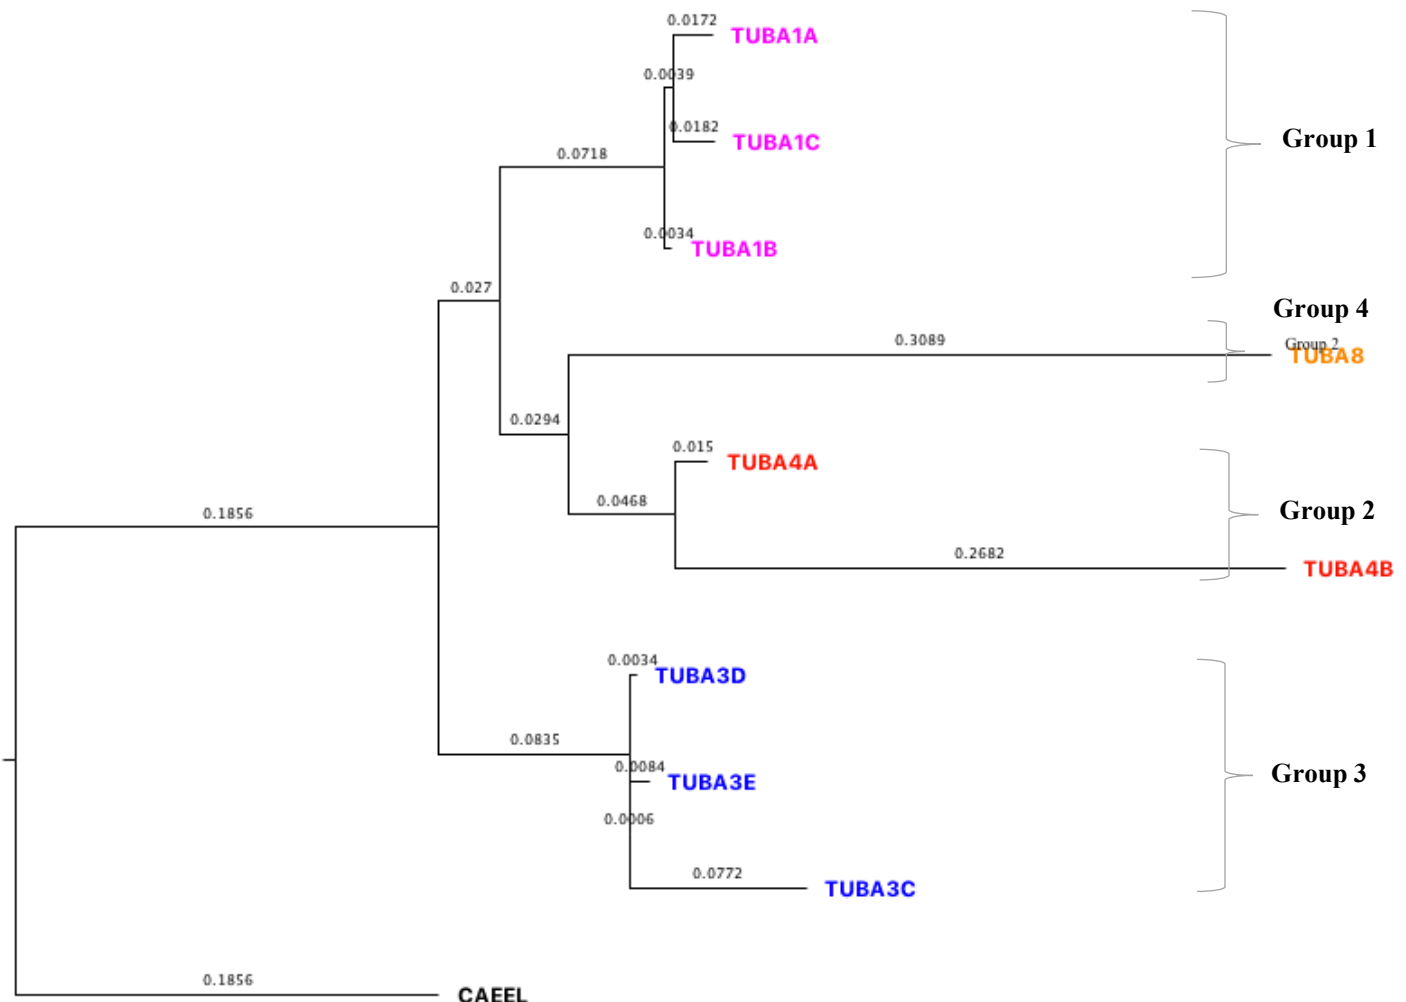 0.0172
TUBA1A
0.0039
0.0182
TUBA1C
Group 1
0.0718
0.0034
TUBA1B
0.027
Group 4
0.3089
Group 2
TUBA8
0.0294
0.015
TUBA4A
0.0468
Group 2
0.1856
0.2682
TUBA4B
0.0034
TUBA3D
0.0835
0.0084
TUBA3E
Group 3
0.0006
0.0772
TUBA3C
0.1856
CAEEL